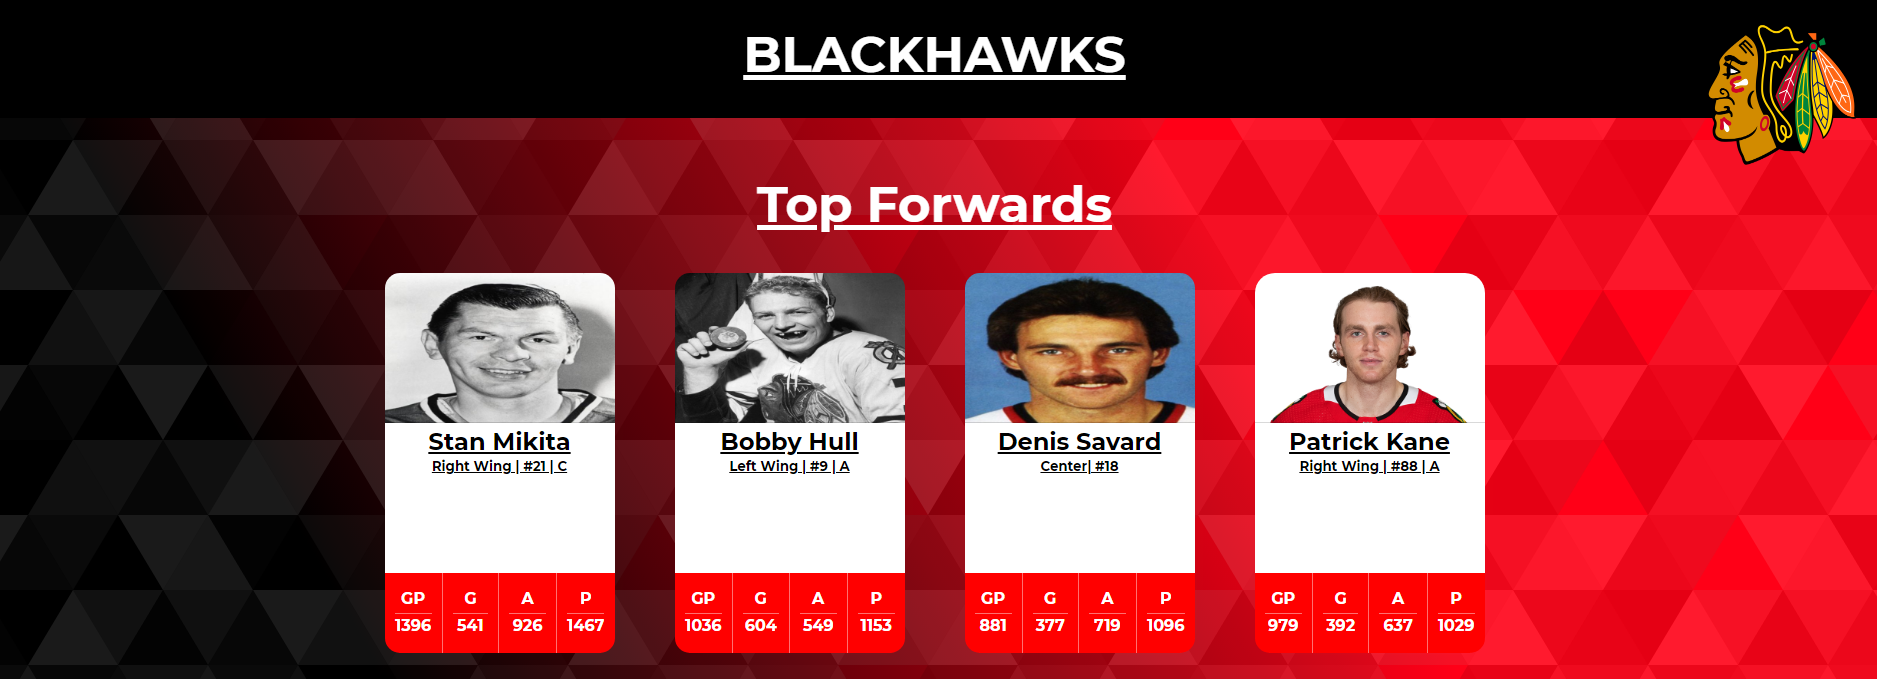 BLACKHAWKS
Top Forwards
Stan Mikita
Right Wing | #21 | C
GP G A P
1396 541 926 1467
Bobby Hull
Left Wing | #9 | A
GP G A P
1036 604 549 1153
Denis Savard
Center| #18
GP G A P
881 377 719 1096
Patrick Kane
Right Wing | #88 | A
GP G A P
979 392 637 1029